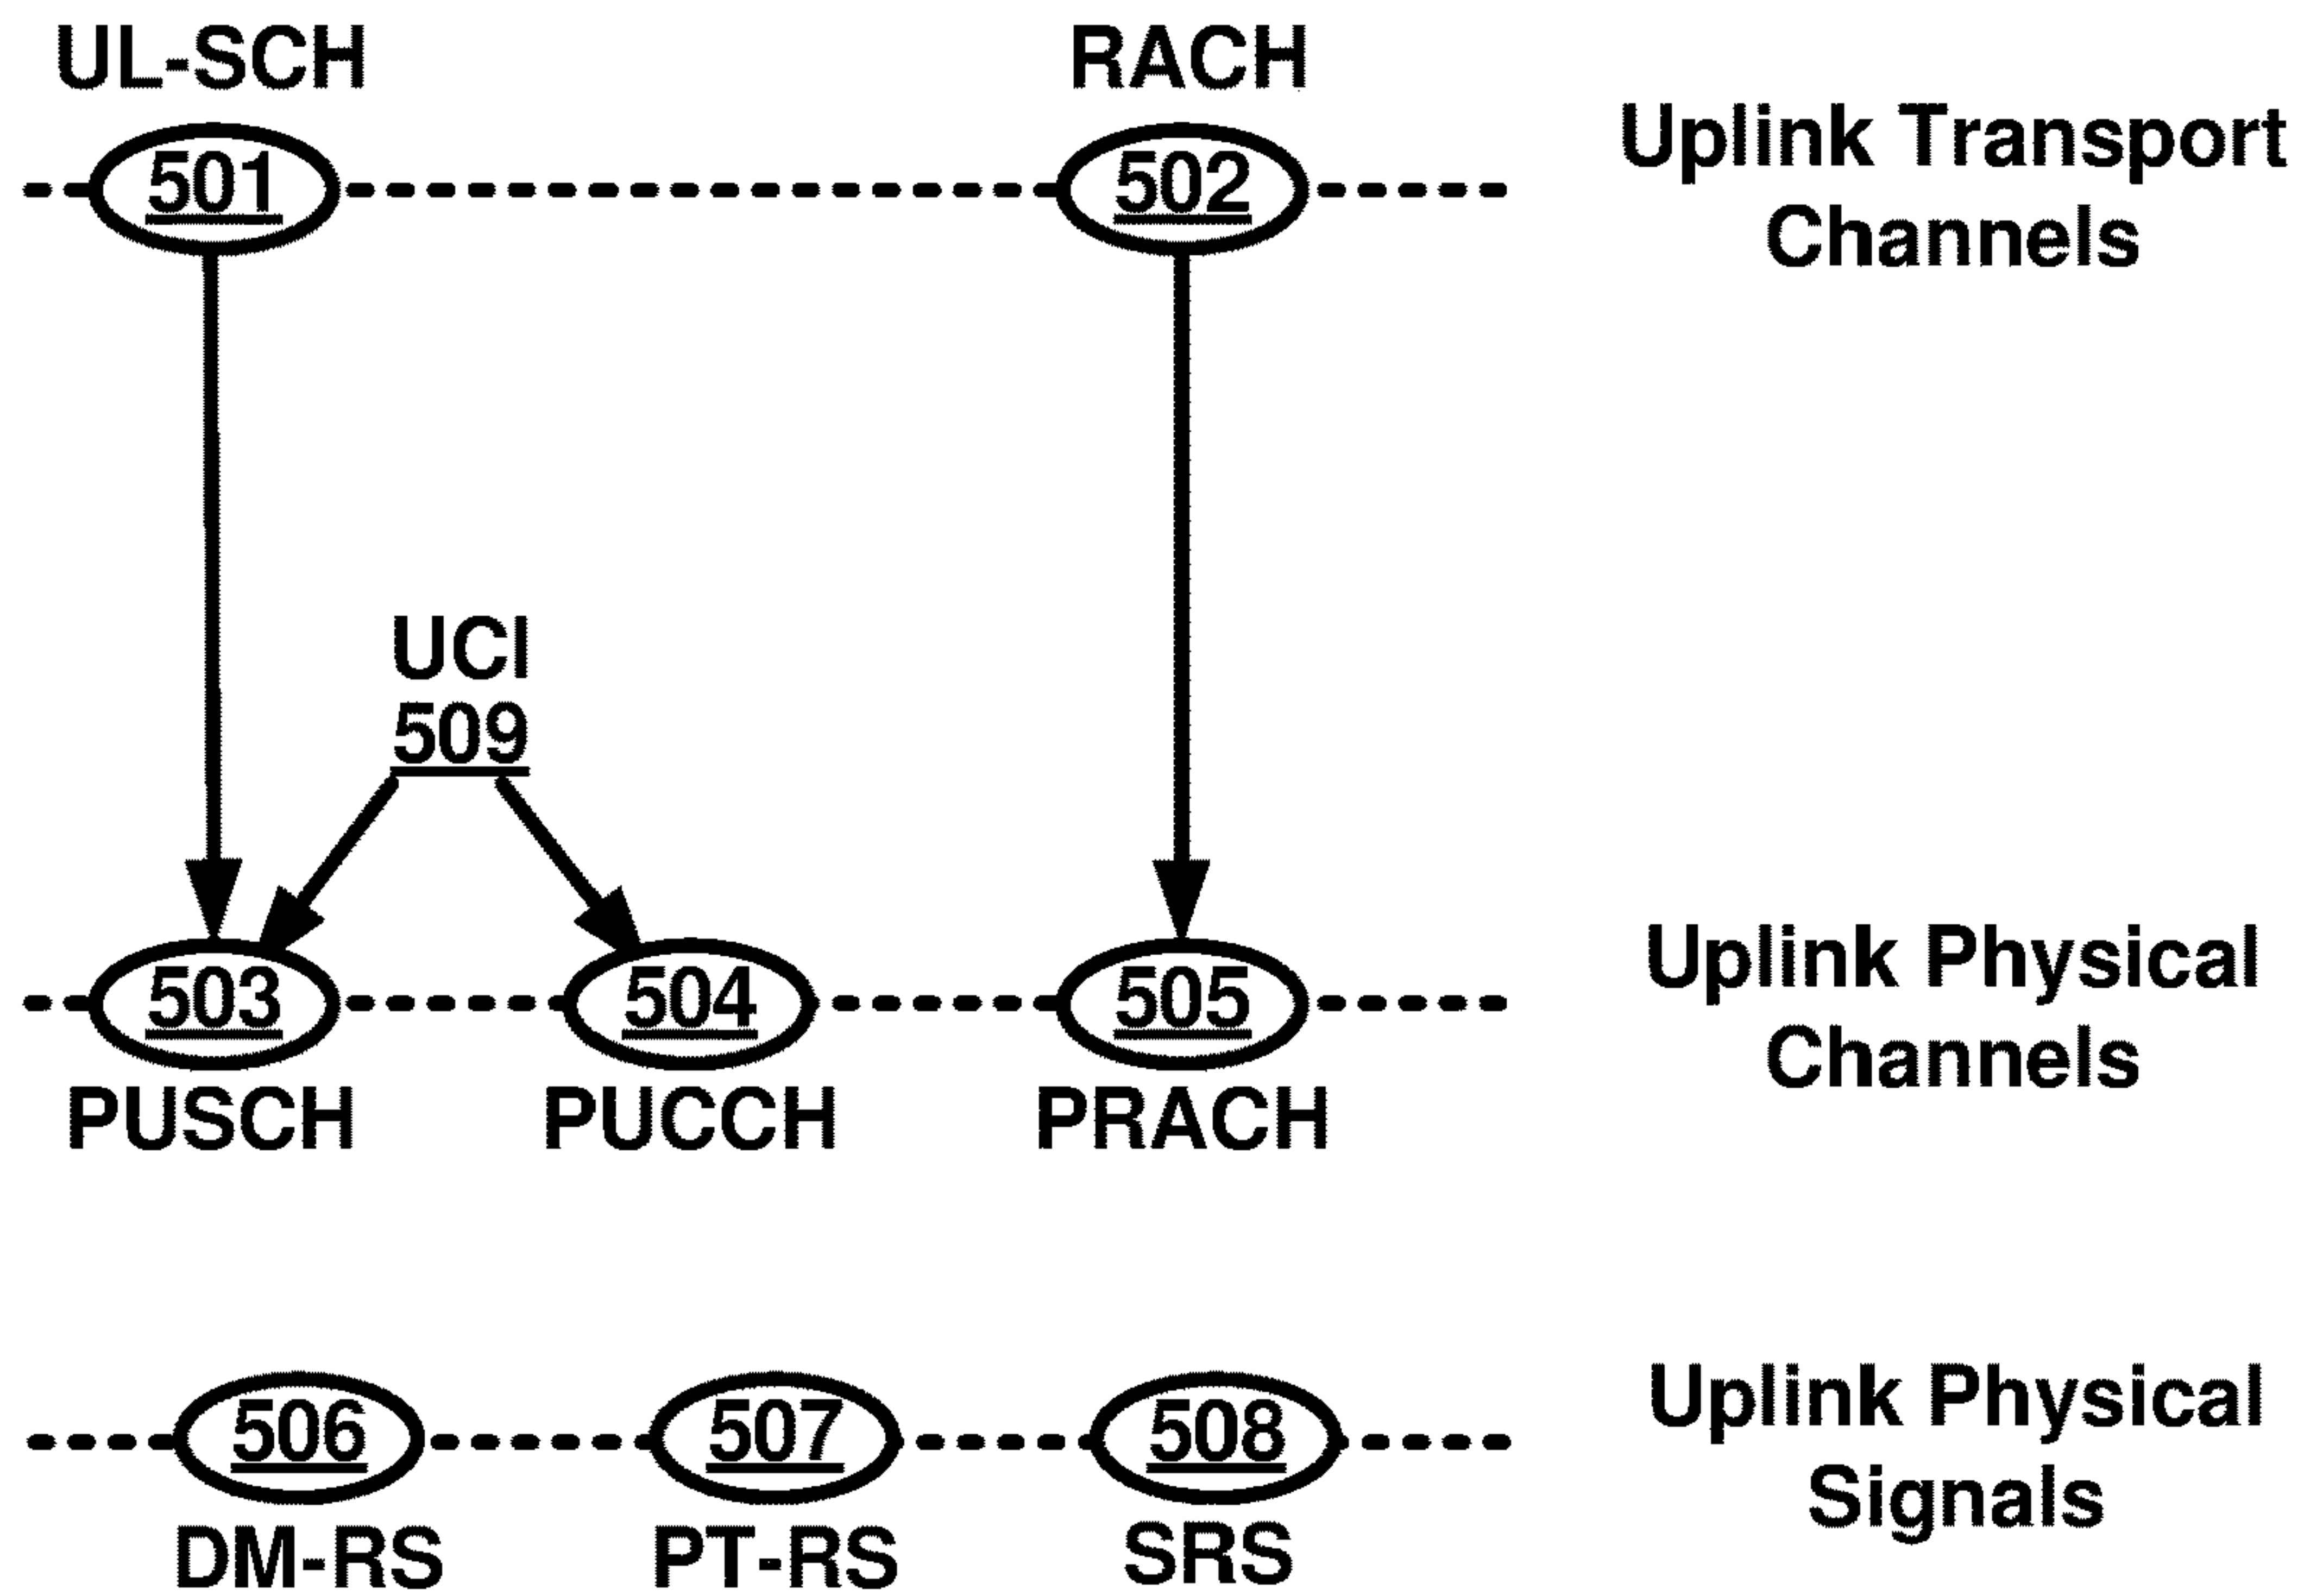 UL-SCH
RACH
501
502
Uplink Transport
Channels
UCI
509
503
504
505
Uplink Physical
Channels
PUSCH
PUCCH
PRACH
506
507
508
Uplink Physical
Signals
DM-RS
PT-RS
SRS